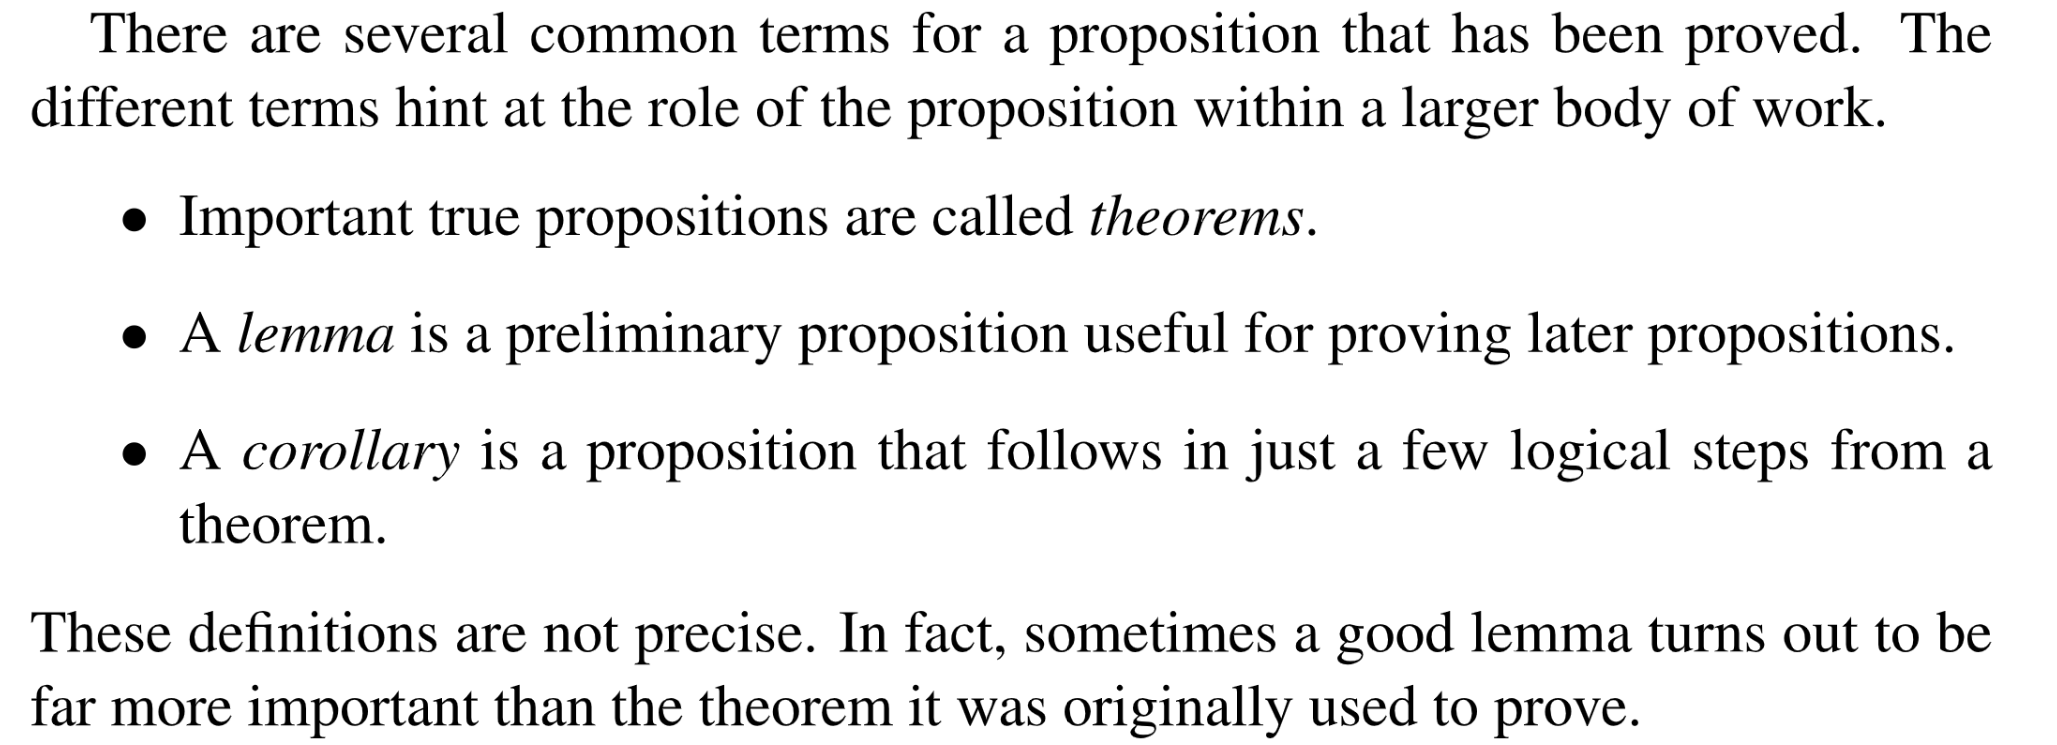 There are several common terms for a proposition that has been proved. The
different terms hint at the role of the proposition within a larger body of work.
• Important true propositions are called theorems.
• A lemma is a preliminary proposition useful for proving later propositions.
• A corollary is a proposition that follows in just a few logical steps from a
theorem.
These definitions are not precise. In fact, sometimes a good lemma turns out to be
far more important than the theorem it was originally used to prove.